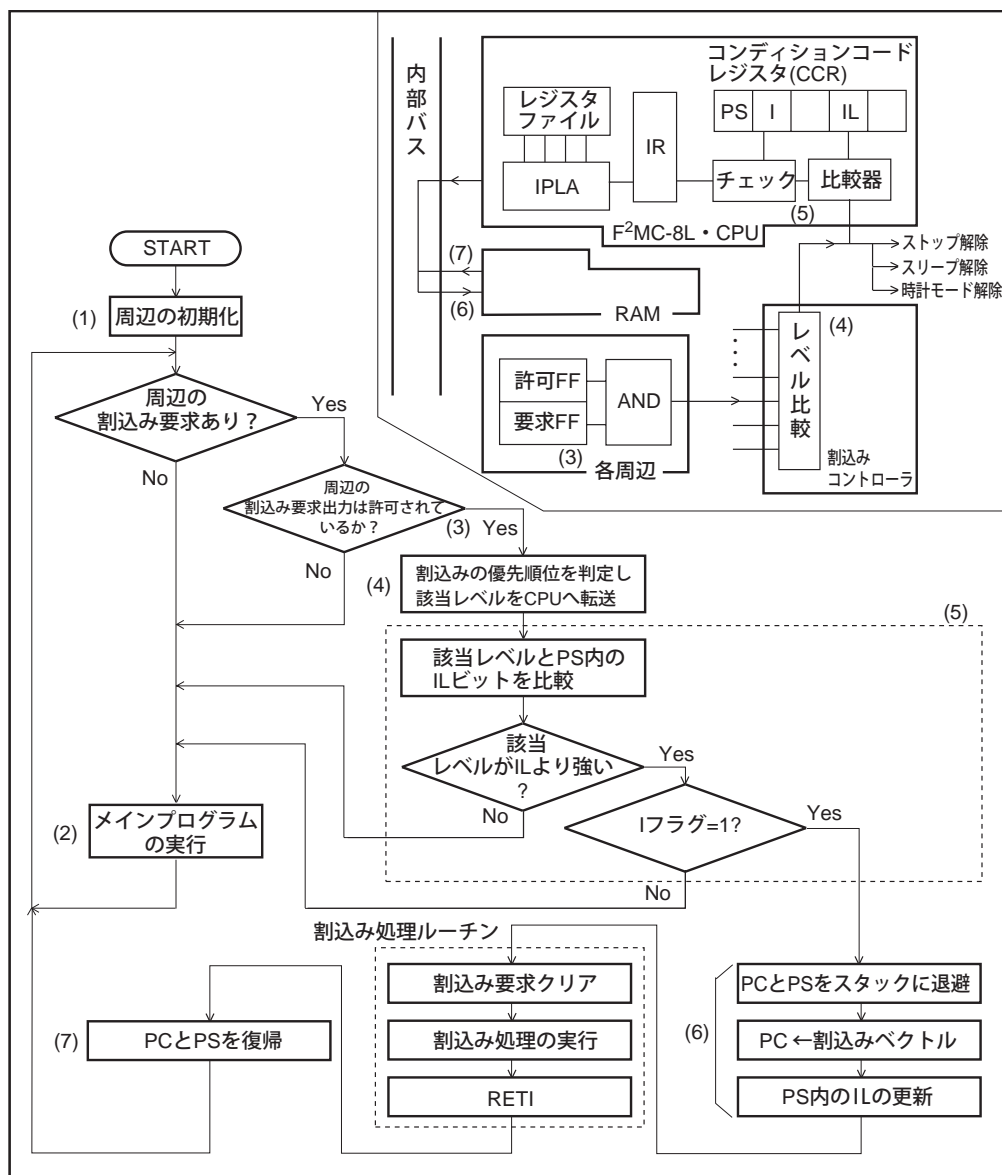 コンディションコード
レジスタ(CCR)
内部バス
レジスタ
ファイル
IR
PS
I
IL
IPLA
チェック
比較器
(5)
F²MC-8L・CPU
START
(7)
(6)
RAM
ストップ解除
スリープ解除
時計モード解除
(1)
周辺の初期化
(4)
レベル比較
許可FF
要求FF
AND
(3)
各周辺
割込み
コントローラ
周辺の
割込み要求あり？
Yes
No
周辺の
割込み要求出力は許可されて
いるか？
(3)
Yes
No
(4)
割込みの優先順位を判定し
該当レベルをCPUへ転送
(5)
該当レベルとPS内の
ILビットを比較
該当
レベルがILより強い
？
Yes
No
Iフラグ=1?
Yes
No
(2)
メインプログラム
の実行
割込み処理ルーチン
割込み要求クリア
割込み処理の実行
RETI
(7)
PCとPSを復帰
(6)
PCとPSをスタックに退避
PC←割込みベクトル
PS内のILの更新